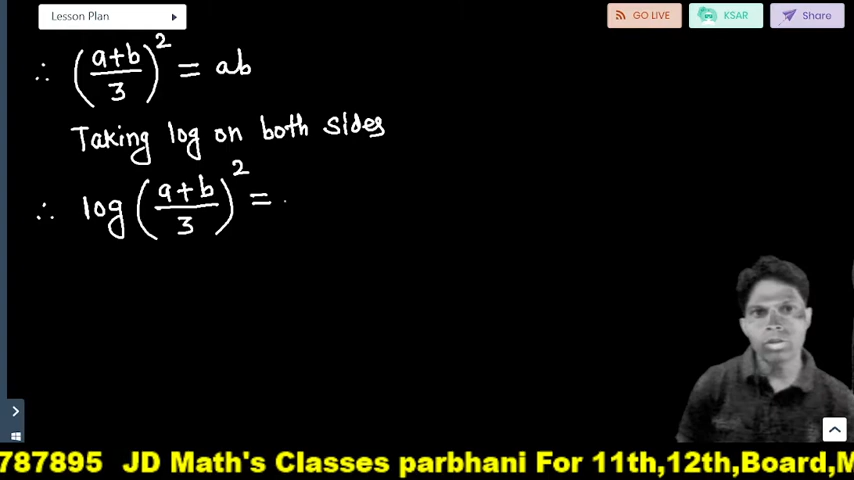 Lesson Plan
GO LIVE
KSAR
Share
∴ ((a+b)/3)² = ab
Taking log on both sides
∴ log((a+b)/3)² =
787895 JD Math's Classes parbhani For 11th,12th,Board,M